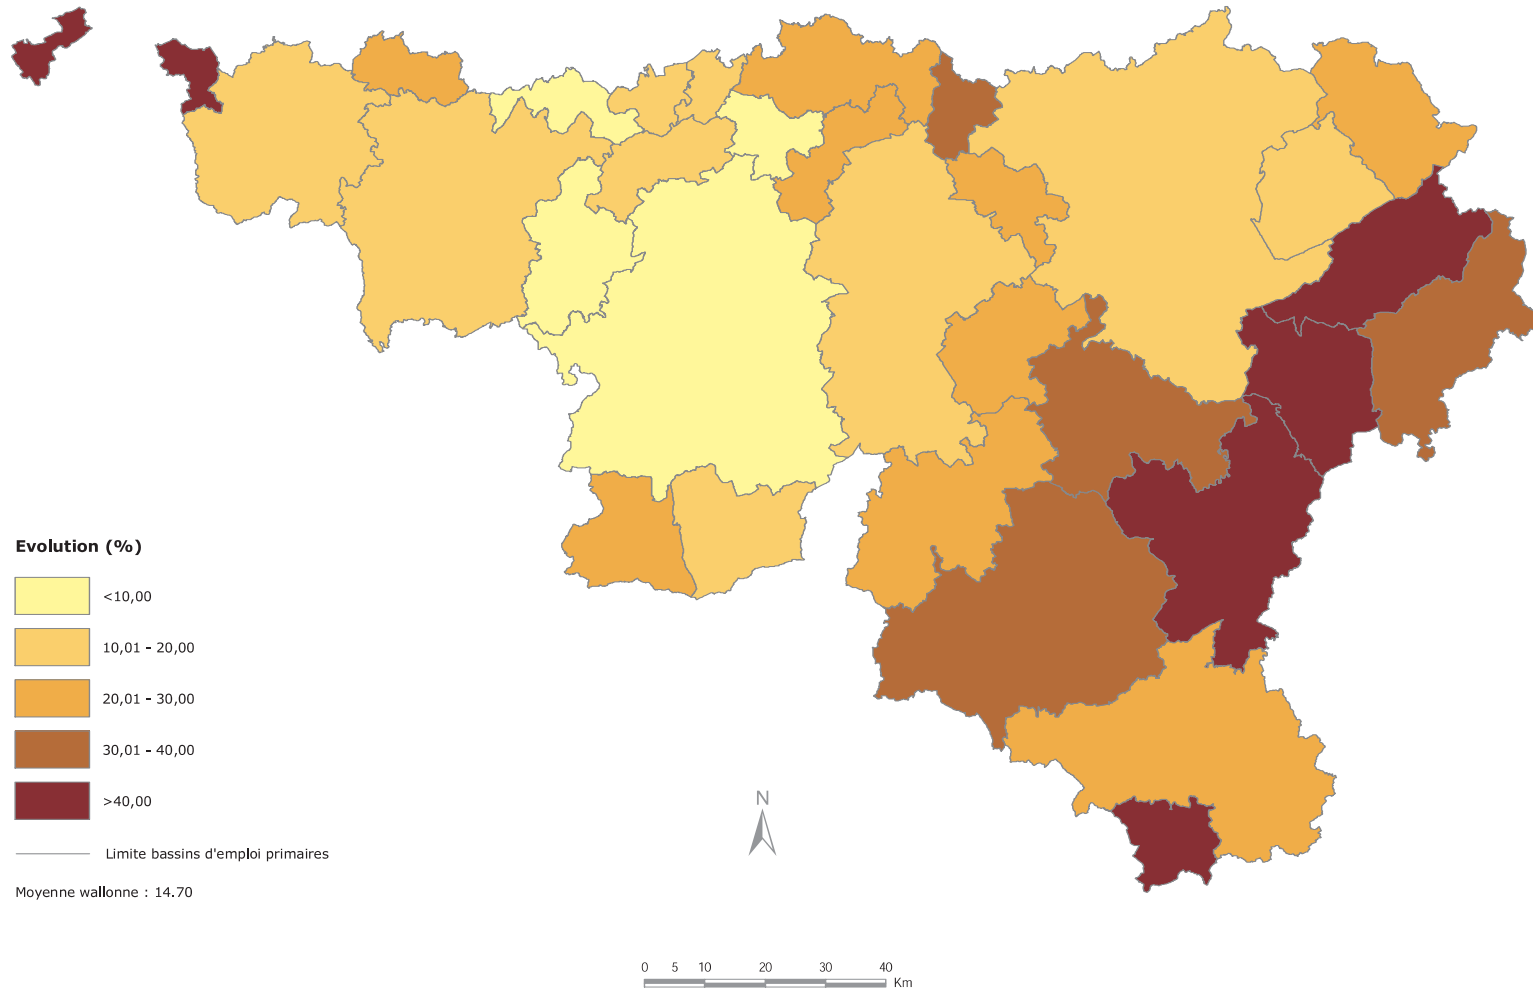 Evolution (%)
<10,00
10,01 - 20,00
20,01 - 30,00
30,01 - 40,00
>40,00
Limite bassins d'emploi primaires
Moyenne wallonne : 14.70
N
0 5 10 20 30 40
Km